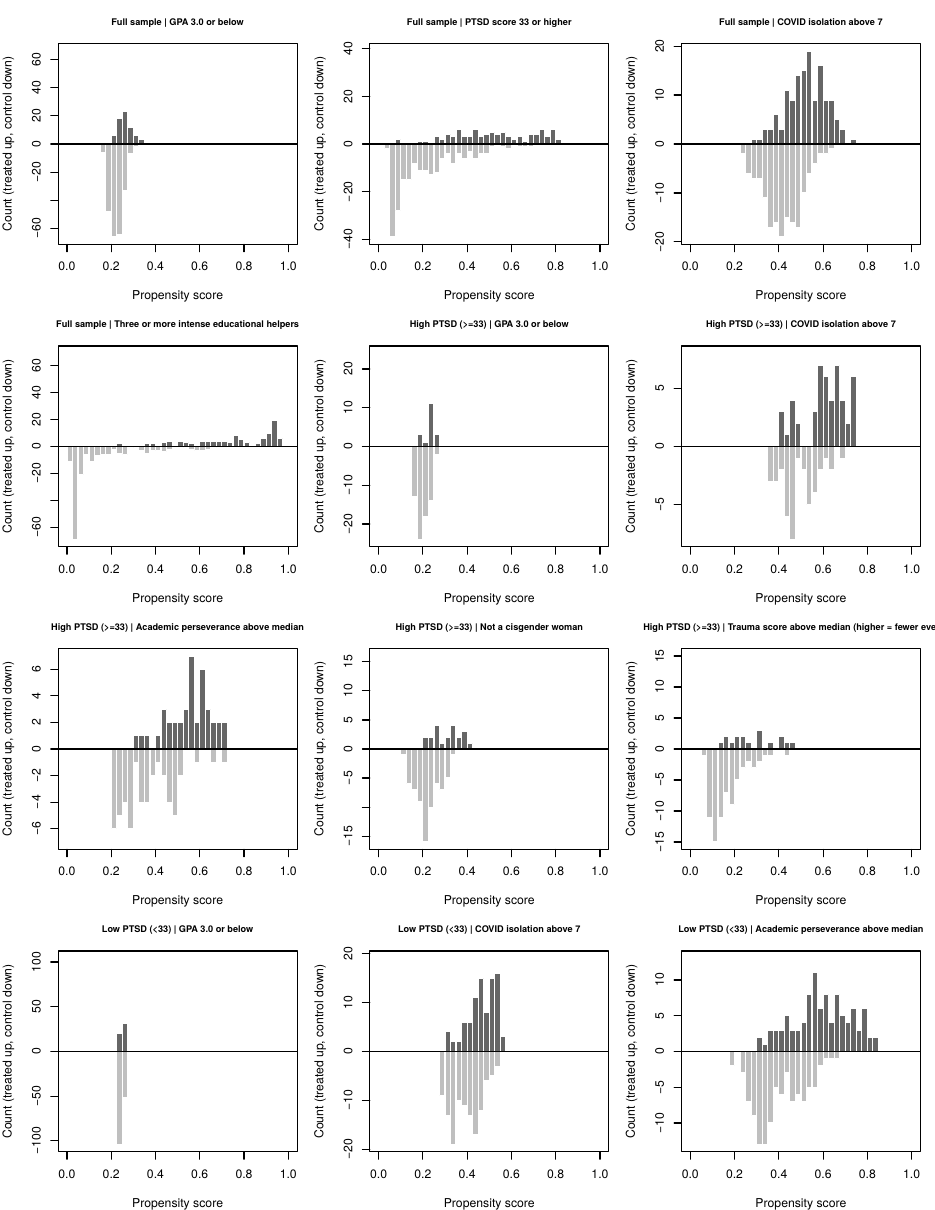 Full sample | GPA 3.0 or below
Full sample | PTSD score 33 or higher
Full sample | COVID isolation above 7
Count (treated up, control down)
60
40
20
0
−20
−60
0.0 0.2 0.4 0.6 0.8 1.0
Propensity score
Count (treated up, control down)
40
20
0
−20
−40
0.0 0.2 0.4 0.6 0.8 1.0
Propensity score
Count (treated up, control down)
20
10
0
−10
−20
0.0 0.2 0.4 0.6 0.8 1.0
Propensity score
Full sample | Three or more intense educational helpers
High PTSD (>=33) | GPA 3.0 or below
High PTSD (>=33) | COVID isolation above 7
Count (treated up, control down)
60
40
20
0
−20
−60
0.0 0.2 0.4 0.6 0.8 1.0
Propensity score
Count (treated up, control down)
20
10
0
−10
−20
0.0 0.2 0.4 0.6 0.8 1.0
Propensity score
Count (treated up, control down)
5
0
−5
0.0 0.2 0.4 0.6 0.8 1.0
Propensity score
High PTSD (>=33) | Academic perseverance above median
High PTSD (>=33) | Not a cisgender woman
High PTSD (>=33) | Trauma score above median (higher = fewer eve
Count (treated up, control down)
6
4
2
0
−2
−4
−6
0.0 0.2 0.4 0.6 0.8 1.0
Propensity score
Count (treated up, control down)
15
10
5
0
−5
−15
0.0 0.2 0.4 0.6 0.8 1.0
Propensity score
Count (treated up, control down)
15
10
5
0
−5
−10
−15
0.0 0.2 0.4 0.6 0.8 1.0
Propensity score
Low PTSD (<33) | GPA 3.0 or below
Low PTSD (<33) | COVID isolation above 7
Low PTSD (<33) | Academic perseverance above median
Count (treated up, control down)
100
50
0
−50
−100
0.0 0.2 0.4 0.6 0.8 1.0
Propensity score
Count (treated up, control down)
20
10
0
−10
−20
0.0 0.2 0.4 0.6 0.8 1.0
Propensity score
Count (treated up, control down)
10
5
0
−5
−10
0.0 0.2 0.4 0.6 0.8 1.0
Propensity score